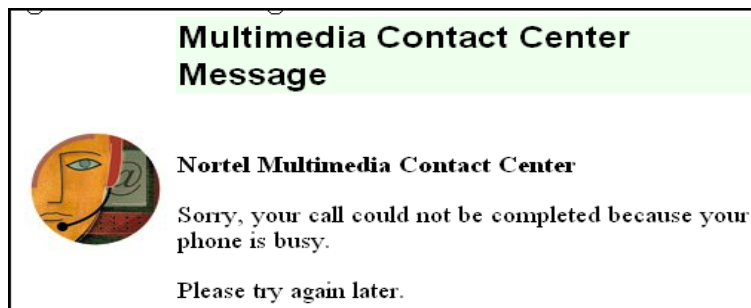 Multimedia Contact Center
Message
@
Nortel Multimedia Contact Center
Sorry, your call could not be completed because your
phone is busy.
Please try again later.